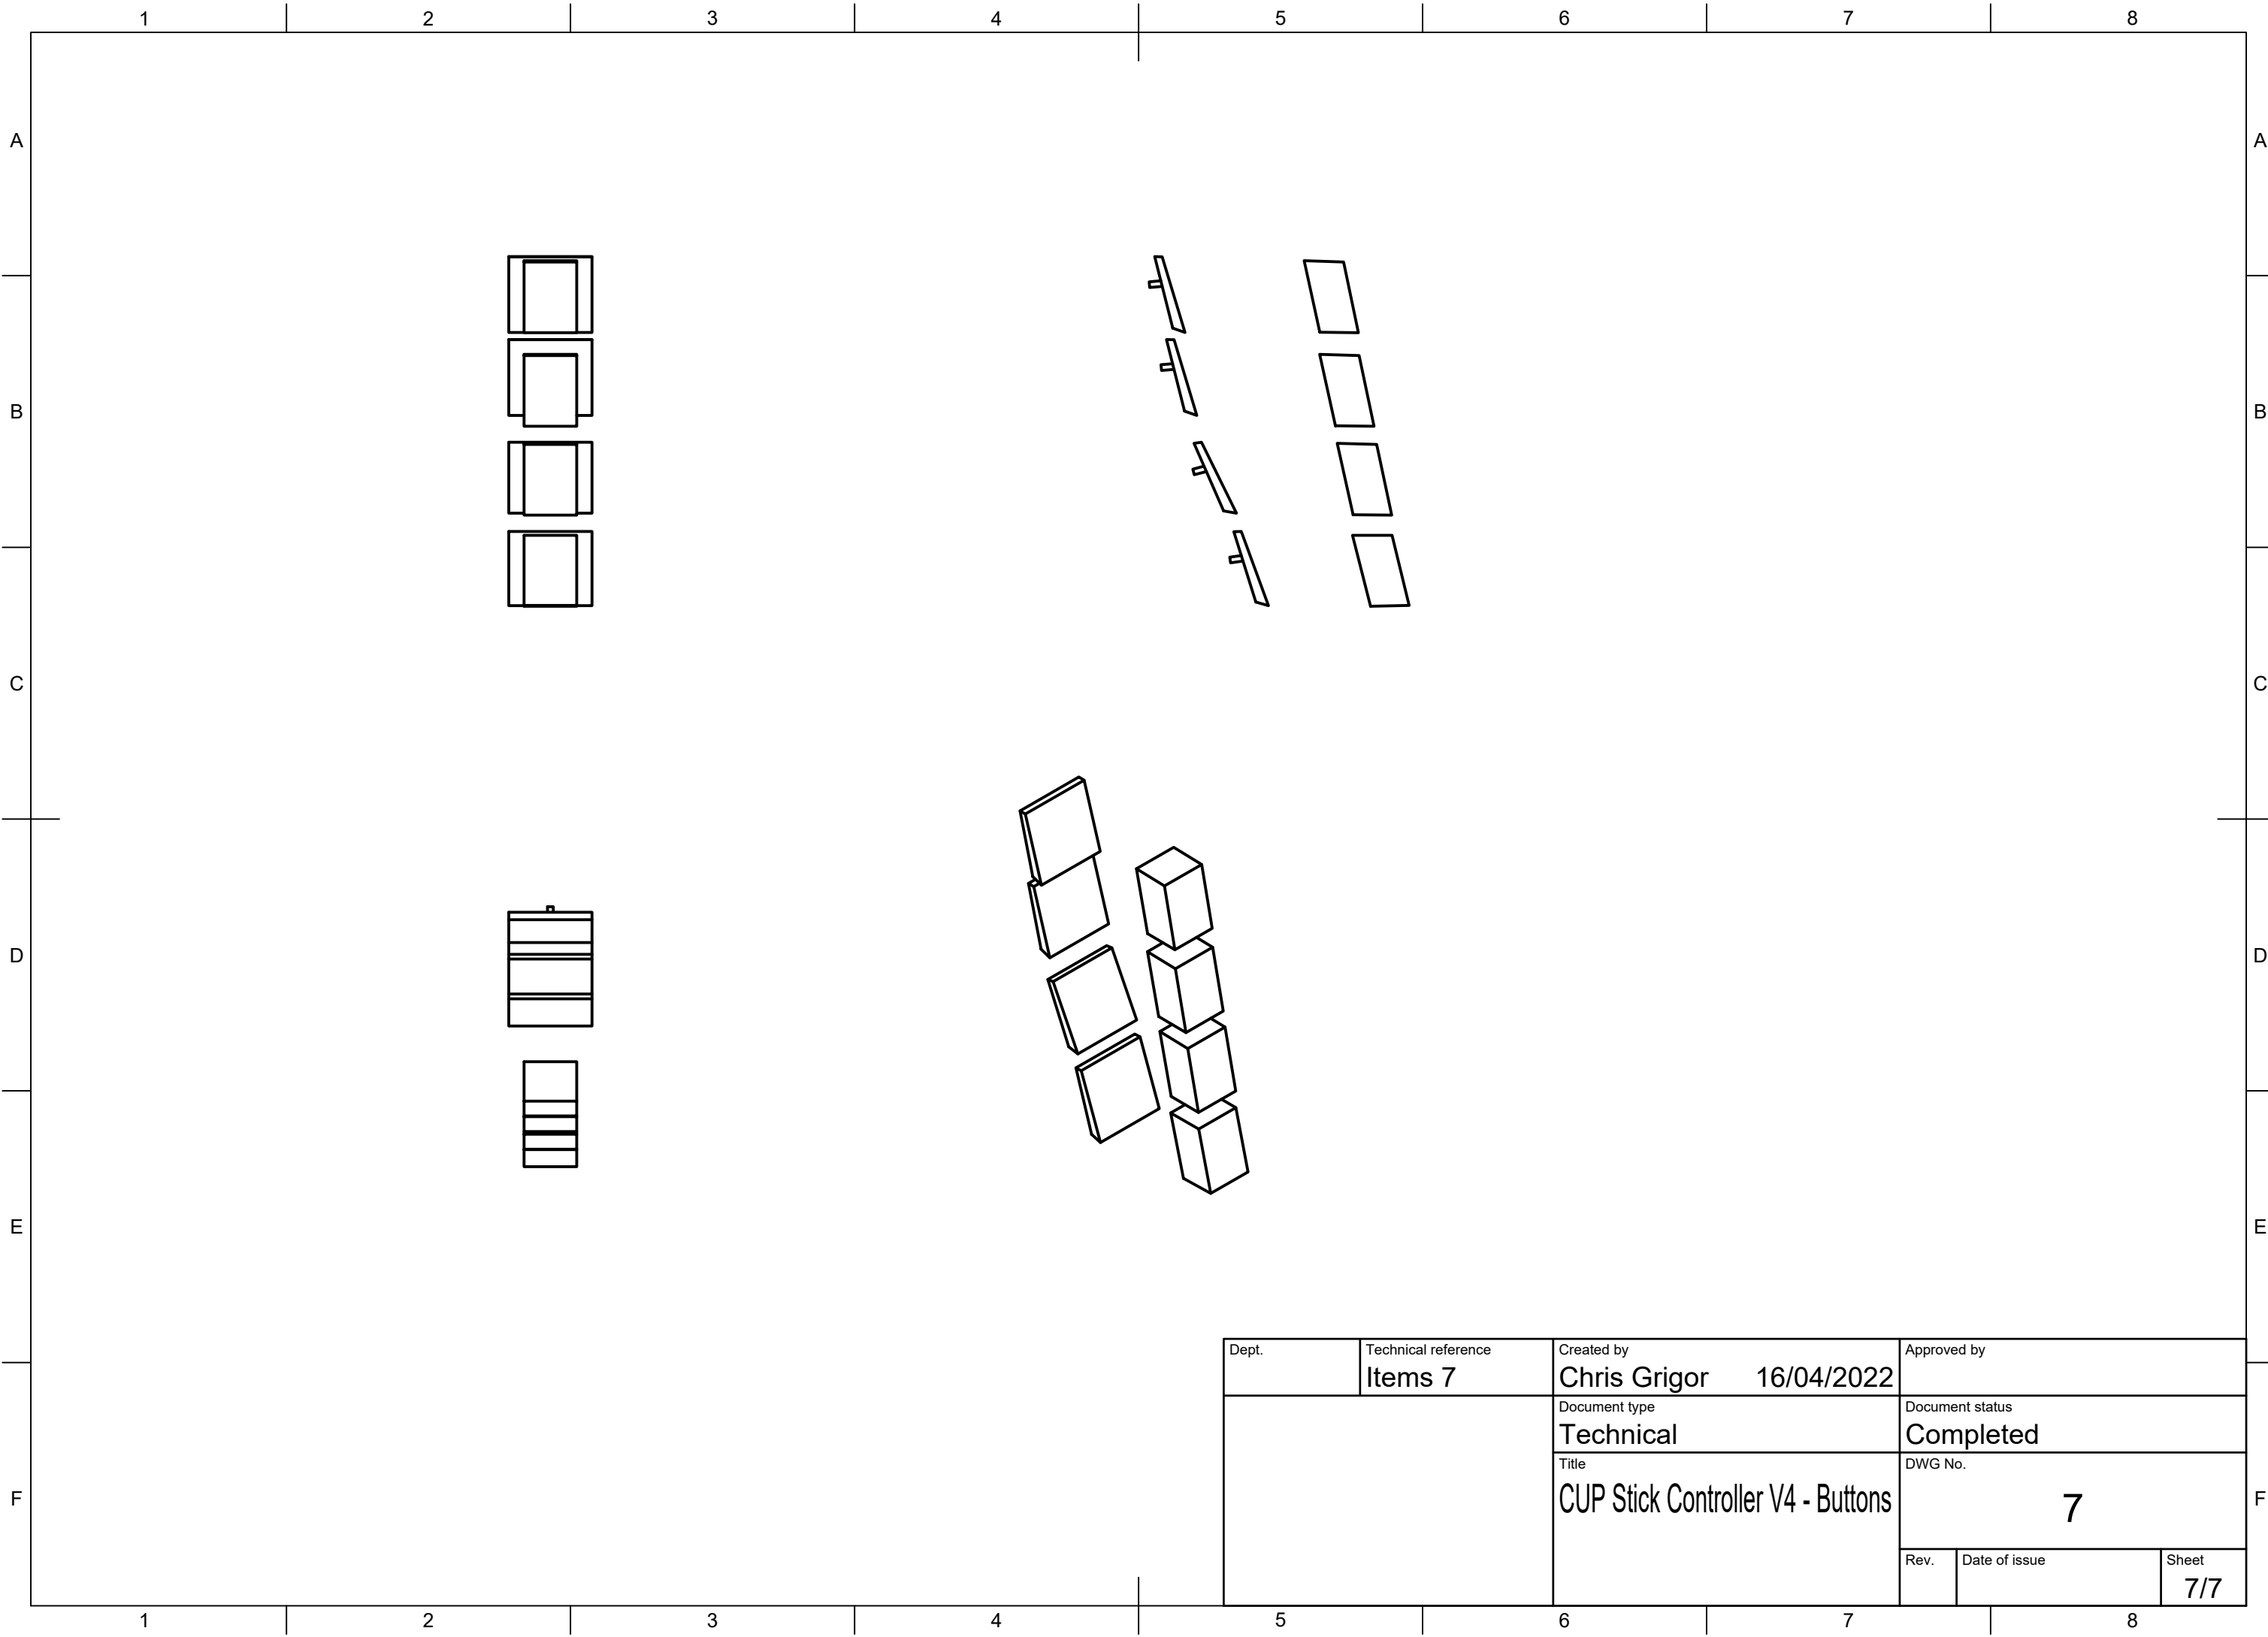 1 2 3 4 5 6 7 8
A A
B B
C C
D D
E E
F F
Dept.
Technical reference
Items 7
Created by
Chris Grigor 16/04/2022
Approved by
Document type
Technical
Document status
Completed
Title
CUP Stick Controller V4 - Buttons
DWG No.
7
Rev.
Date of issue
Sheet
7/7
1 2 3 4 5 6 7 8